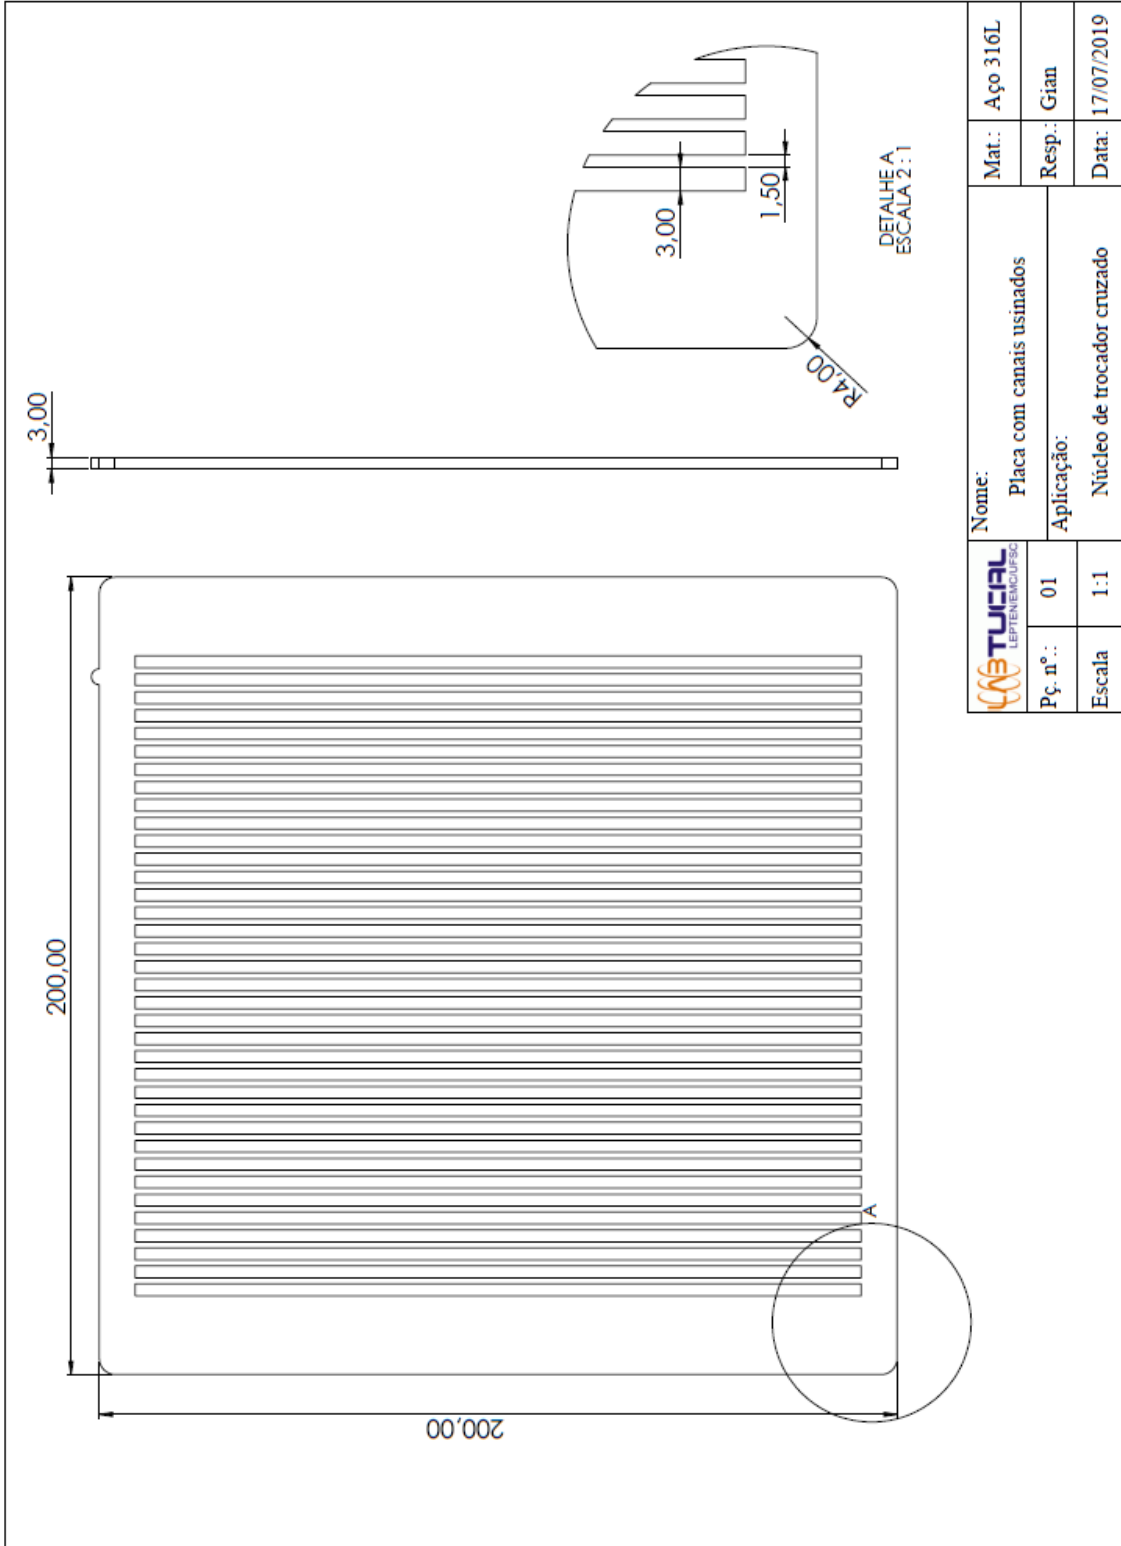 200,00
200,00
3,00
A
3,00
1,50
R4,00
DETALHE A
ESCALA 2 : 1
LABTUCAL
LEPTEN/EMC/UFSC
Nome:
Placa com canais usinados
Mat.: Aço 316L
Pç. n°.: 01
Aplicação:
Núcleo de trocador cruzado
Resp.: Gian
Escala 1:1
Data: 17/07/2019